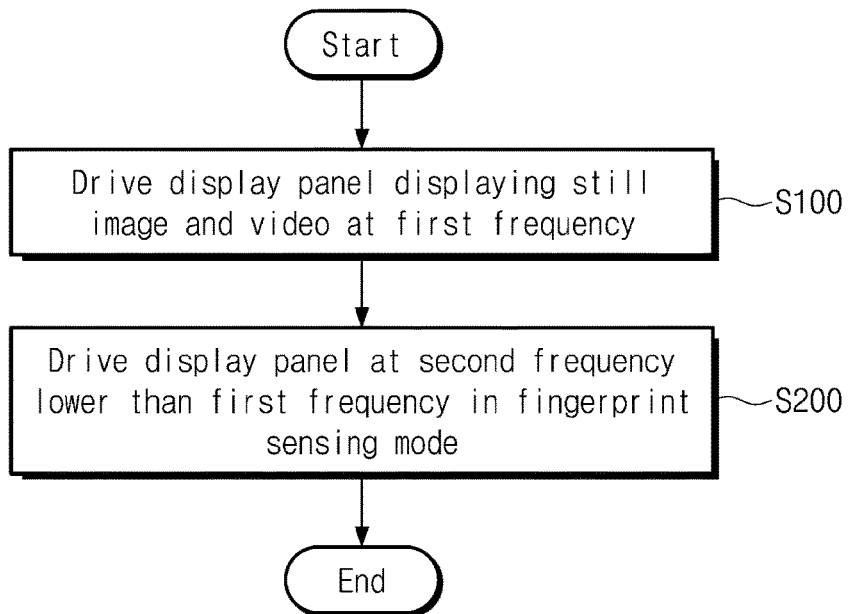 Start
Drive display panel displaying still
image and video at first frequency
S100
Drive display panel at second frequency
lower than first frequency in fingerprint
sensing mode
S200
End